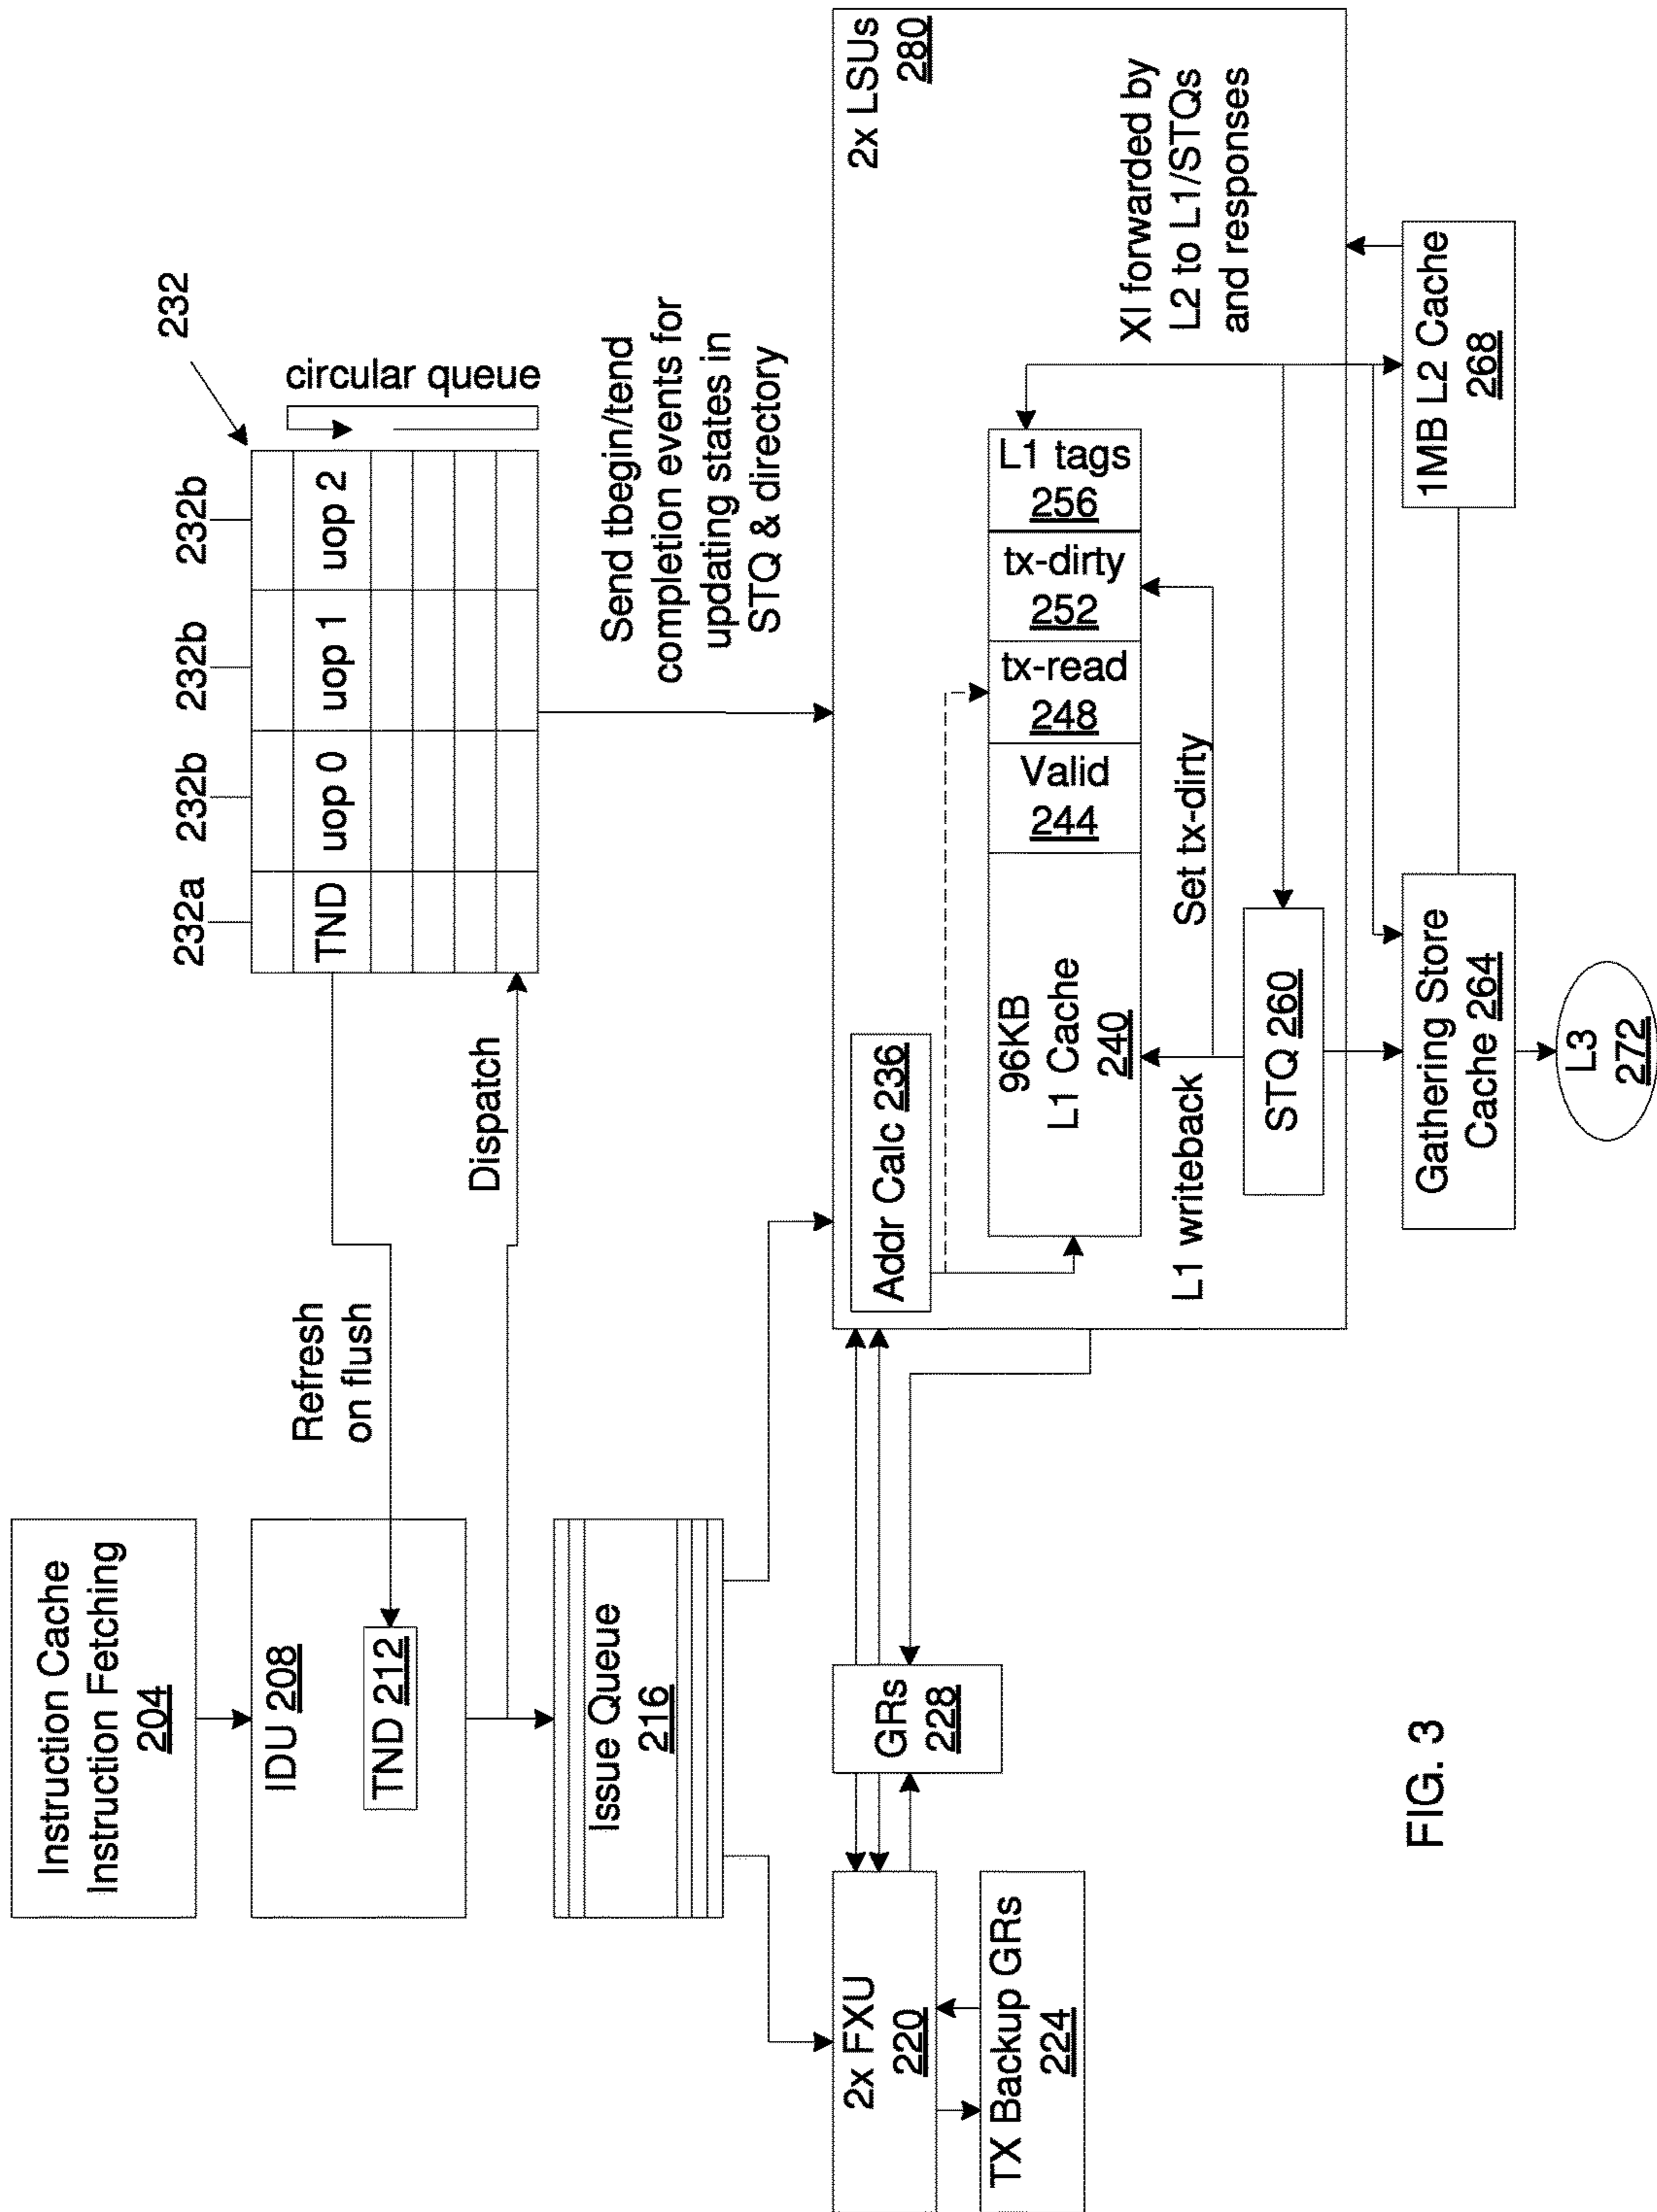 Instruction Cache
Instruction Fetching
204
IDU 208
TND 212
Refresh
on flush
Dispatch
Issue Queue
216
232
232a
232b
232b
232b
TND
uop 0
uop 1
uop 2
circular queue
Send tbegin/tend
completion events for
updating states in
STQ & directory
2x FXU
220
TX Backup GRs
224
GRs
228
2x LSUs
280
Addr Calc 236
96KB
L1 Cache
240
Valid
244
tx-read
248
tx-dirty
252
L1 tags
256
L1 writeback
Set tx-dirty
XI forwarded by
L2 to L1/STQs
and responses
STQ 260
Gathering Store
Cache 264
1MB L2 Cache
268
L3
272
FIG. 3